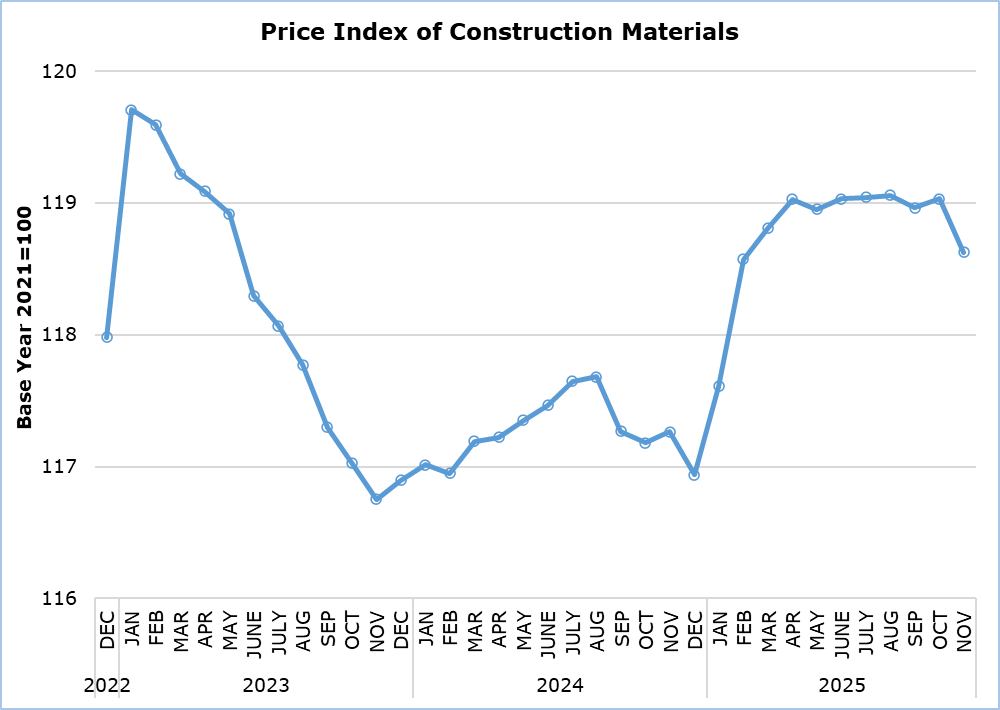 Price Index of Construction Materials
Base Year 2021=100
120
119
118
117
116
DEC JAN FEB MAR APR MAY JUNE JULY AUG SEP OCT NOV DEC JAN FEB MAR APR MAY JUNE JULY AUG SEP OCT NOV DEC JAN FEB MAR APR MAY JUNE JULY AUG SEP OCT NOV
2022 2023 2024 2025